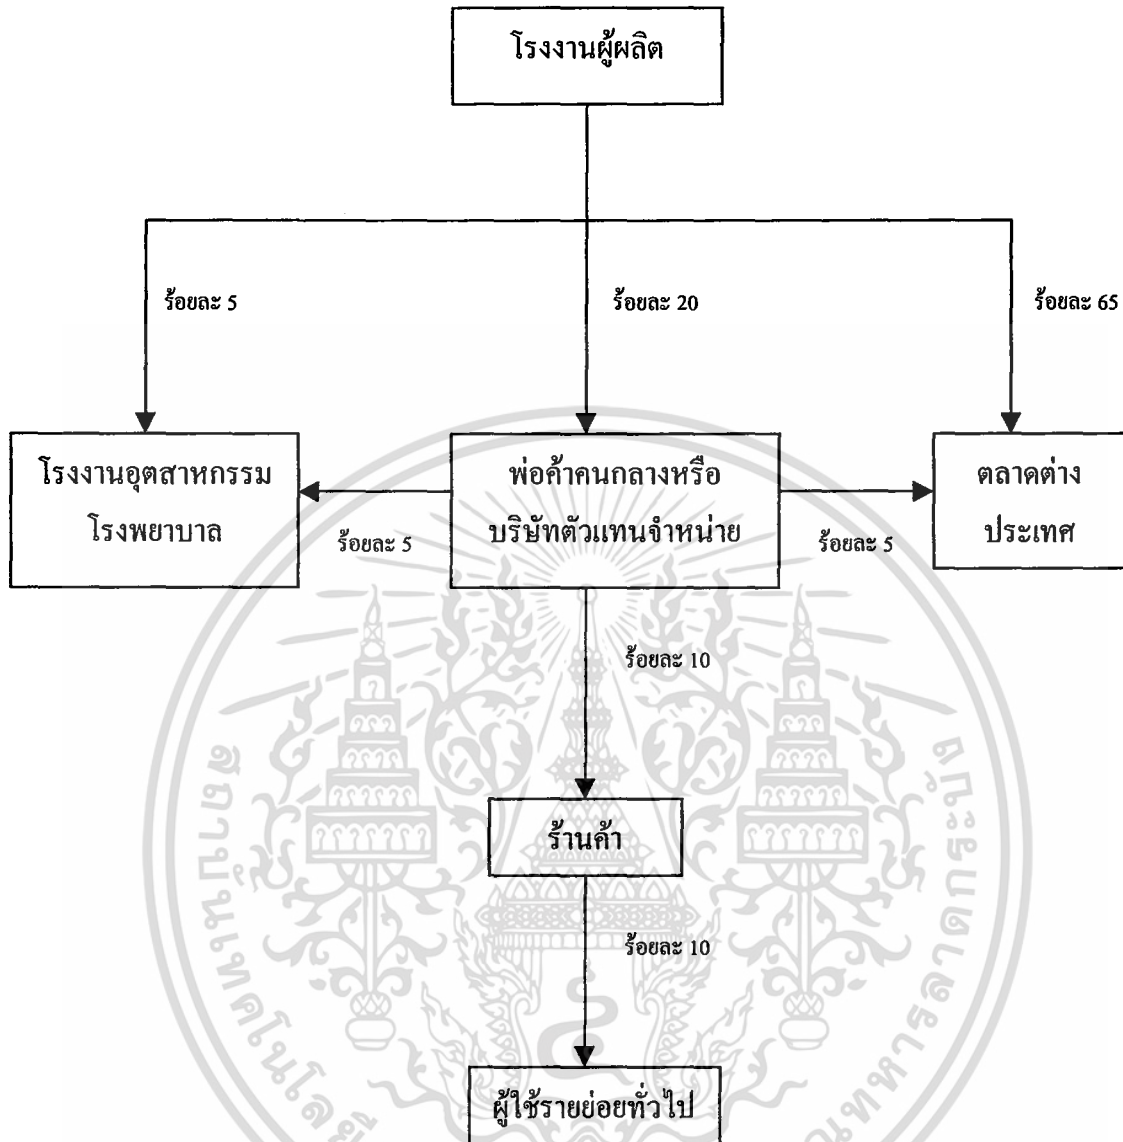 โรงงานผู้ผลิต
ร้อยละ 5
ร้อยละ 20
ร้อยละ 65
โรงงานอุตสาหกรรม
โรงพยาบาล
ร้อยละ 5
พ่อค้าคนกลางหรือ
บริษัทตัวแทนจำหน่าย
ร้อยละ 5
ตลาดต่าง
ประเทศ
ร้อยละ 10
ร้านค้า
ร้อยละ 10
ผู้ใช้รายย่อยทั่วไป